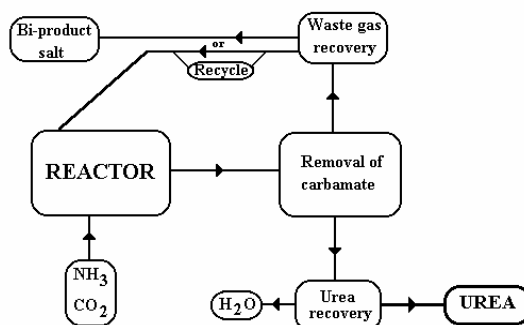 Bi-product
salt
or
Recycle
Waste gas
recovery
REACTOR
Removal of
carbamate
NH3
CO2
H2O
Urea
recovery
UREA